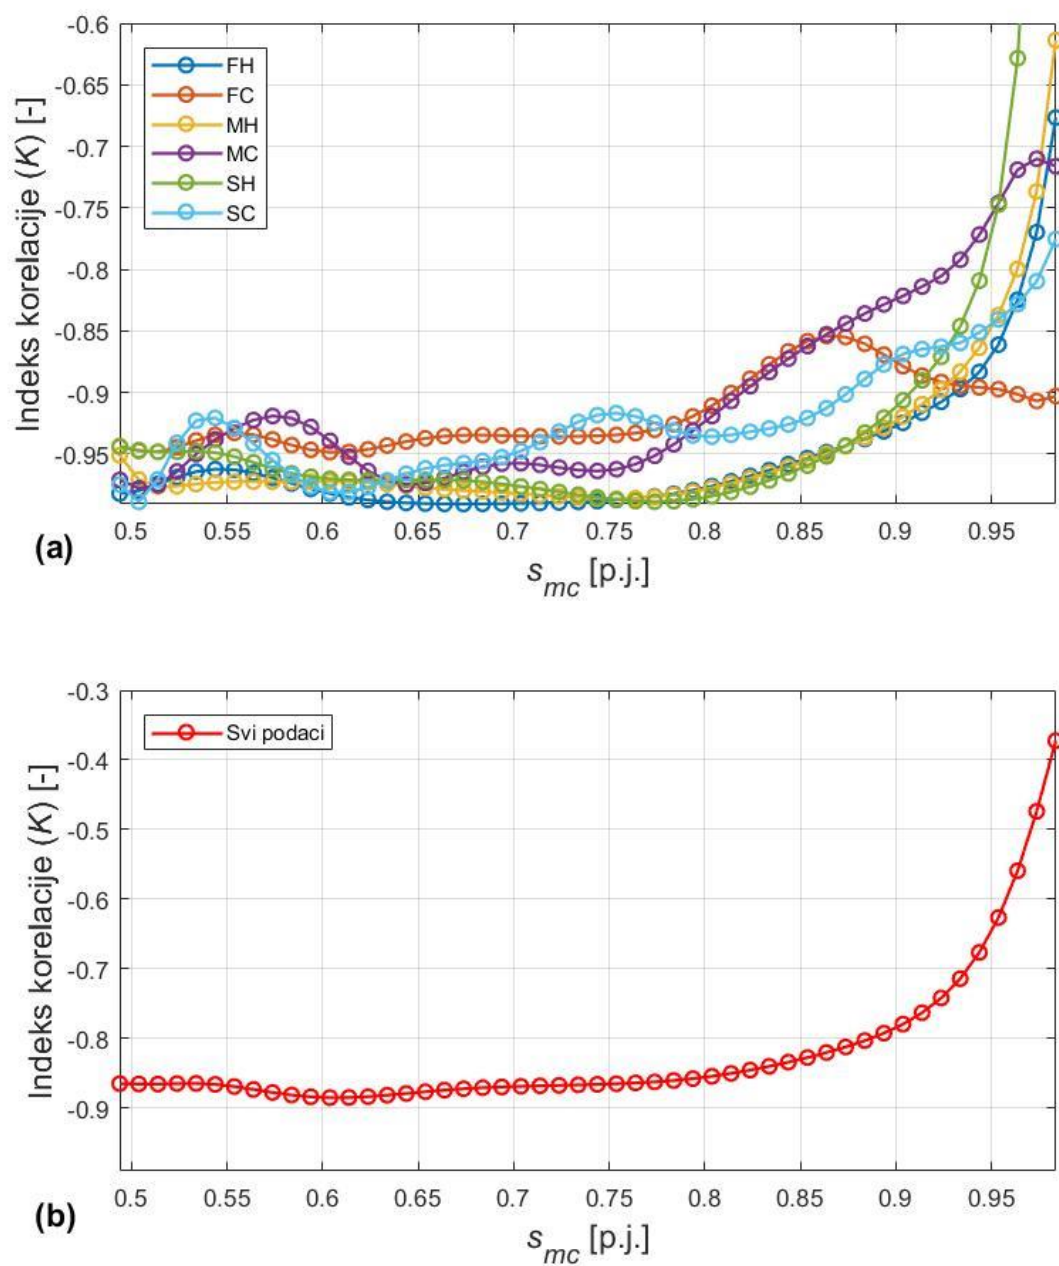 -0.6
-0.65
-0.7
-0.75
-0.8
-0.85
-0.9
-0.95
Indeks korelacije (K) [-]
FH
FC
MH
MC
SH
SC
0.5 0.55 0.6 0.65 0.7 0.75 0.8 0.85 0.9 0.95
(a)
s_mc [p.j.]
-0.3
-0.4
-0.5
-0.6
-0.7
-0.8
-0.9
Indeks korelacije (K) [-]
Svi podaci
0.5 0.55 0.6 0.65 0.7 0.75 0.8 0.85 0.9 0.95
(b)
s_mc [p.j.]